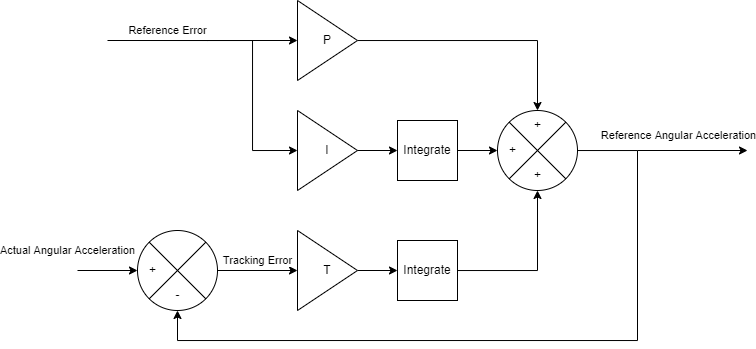 Reference Error
P
+
Reference Angular Acceleration
I
Integrate
+
+
Actual Angular Acceleration
Tracking Error
+
T
Integrate
-